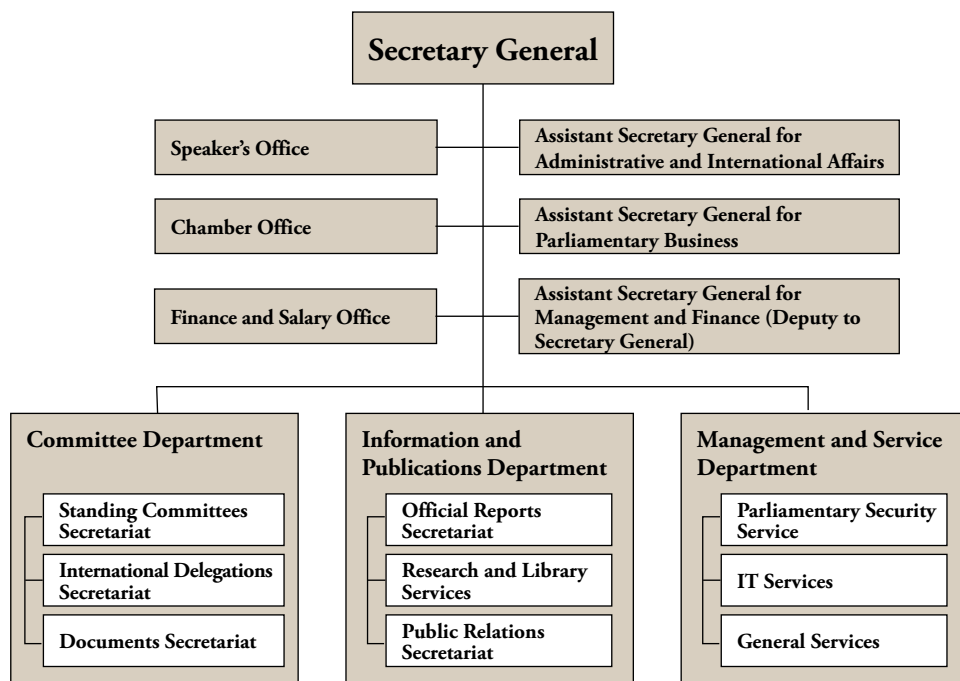 Secretary General
Speaker’s Office
Assistant Secretary General for
Administrative and International Affairs
Chamber Office
Assistant Secretary General for
Parliamentary Business
Finance and Salary Office
Assistant Secretary General for
Management and Finance (Deputy to
Secretary General)
Committee Department
Standing Committees
Secretariat
International Delegations
Secretariat
Documents Secretariat
Information and
Publications Department
Official Reports
Secretariat
Research and Library
Services
Public Relations
Secretariat
Management and Service
Department
Parliamentary Security
Service
IT Services
General Services